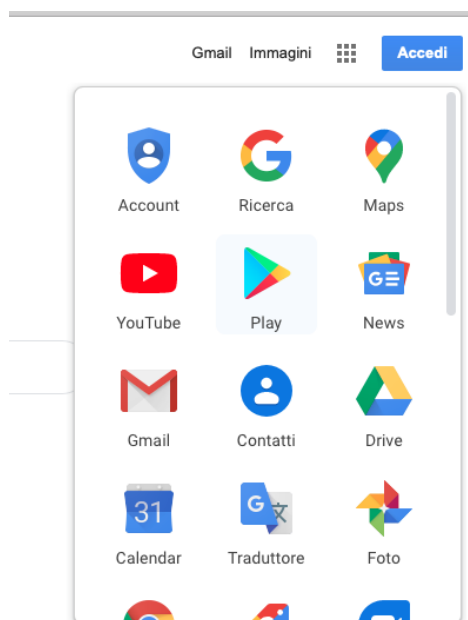 Gmail Immagini Accedi
Account Ricerca Maps
YouTube Play News
Gmail Contatti Drive
31 G
Calendar Traduttore Foto